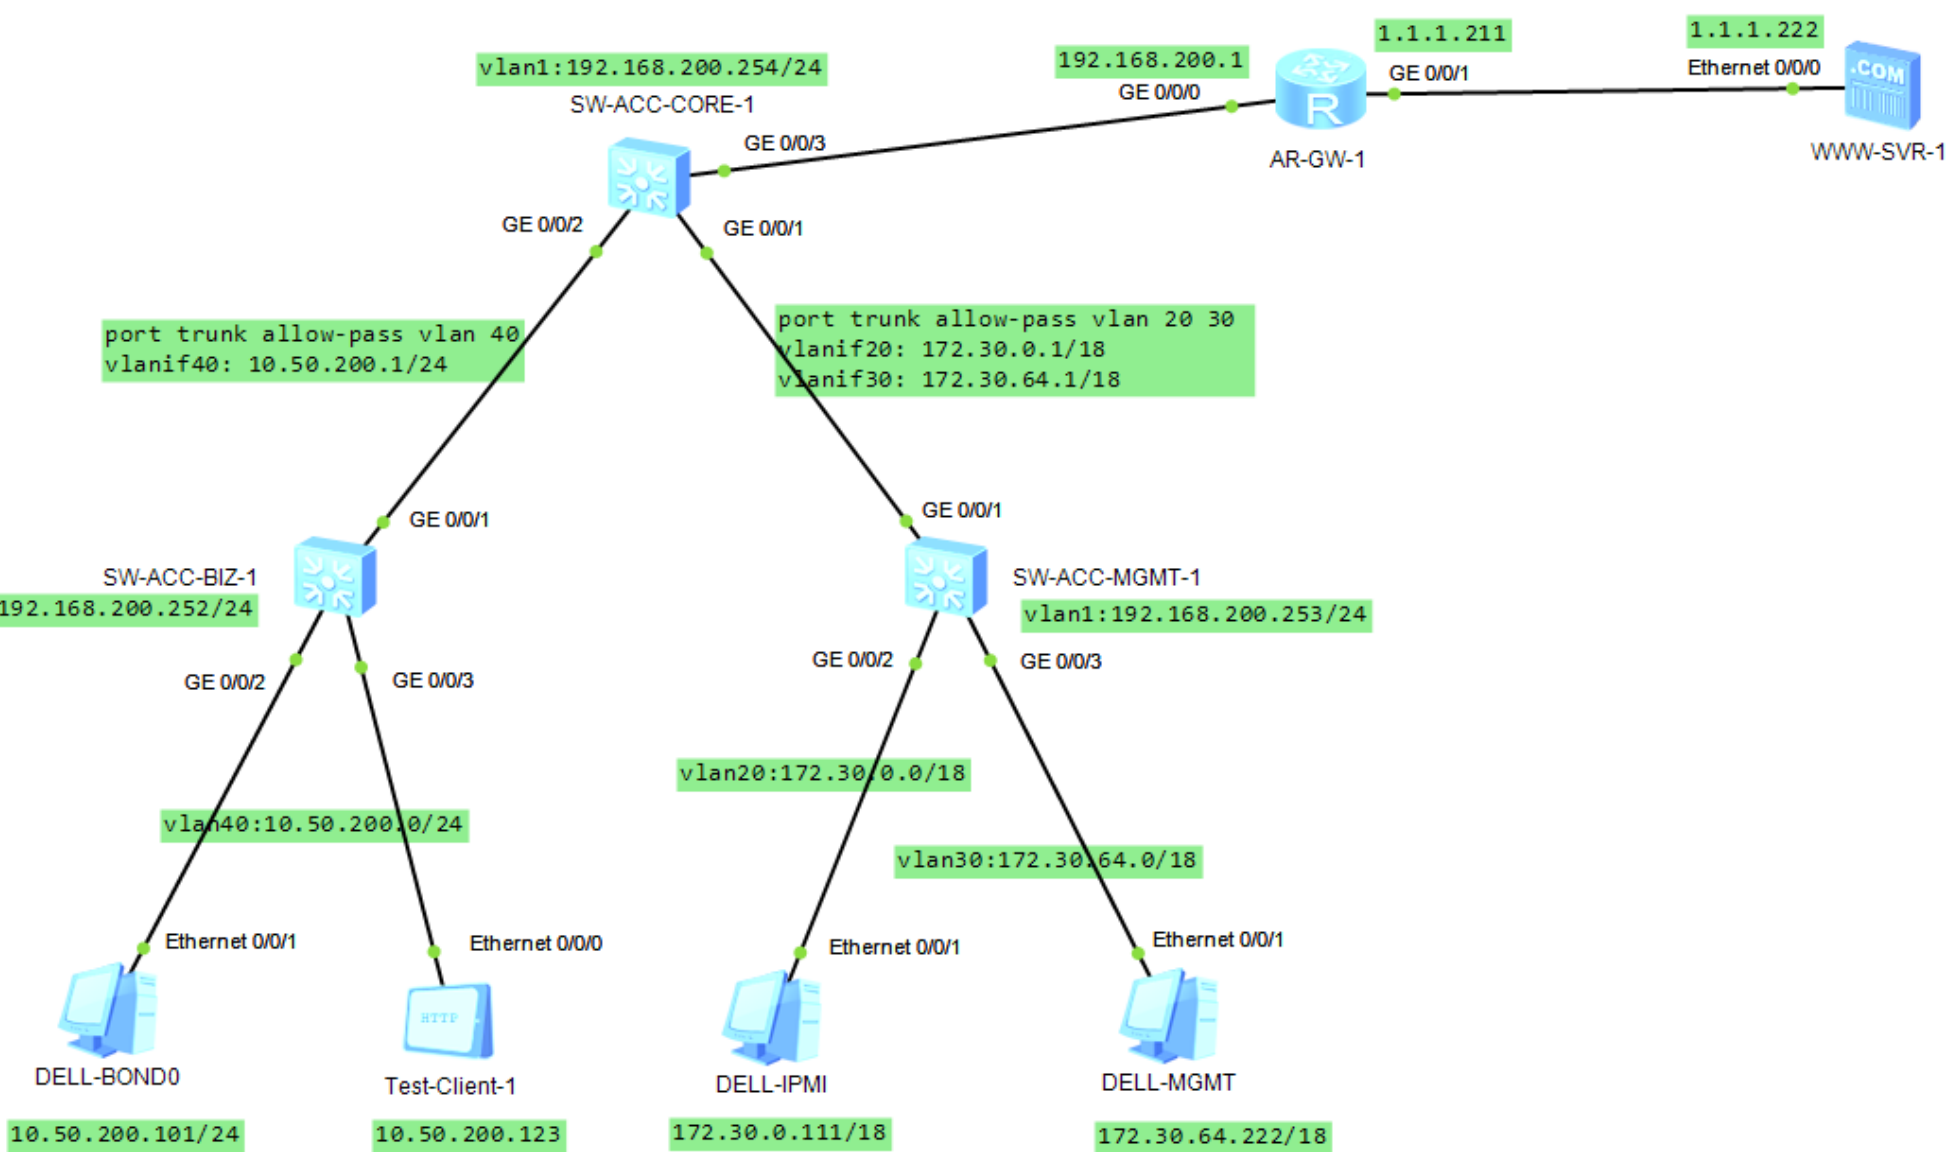 1.1.1.222
1.1.1.211
192.168.200.1
vlan1:192.168.200.254/24
Ethernet 0/0/0
GE 0/0/1
GE 0/0/0
SW-ACC-CORE-1
.COM
R
GE 0/0/3
AR-GW-1
WWW-SVR-1
GE 0/0/2
GE 0/0/1
port trunk allow-pass vlan 40
vlanif40: 10.50.200.1/24
port trunk allow-pass vlan 20 30
vlanif20: 172.30.0.1/18
vlanif30: 172.30.64.1/18
GE 0/0/1
GE 0/0/1
SW-ACC-BIZ-1
192.168.200.252/24
SW-ACC-MGMT-1
vlan1:192.168.200.253/24
GE 0/0/2
GE 0/0/3
GE 0/0/2
GE 0/0/3
vlan20:172.30.0.0/18
vlan40:10.50.200.0/24
vlan30:172.30.64.0/18
Ethernet 0/0/1
Ethernet 0/0/0
Ethernet 0/0/1
Ethernet 0/0/1
HTTP
DELL-BOND0
Test-Client-1
DELL-IPMI
DELL-MGMT
10.50.200.101/24
10.50.200.123
172.30.0.111/18
172.30.64.222/18